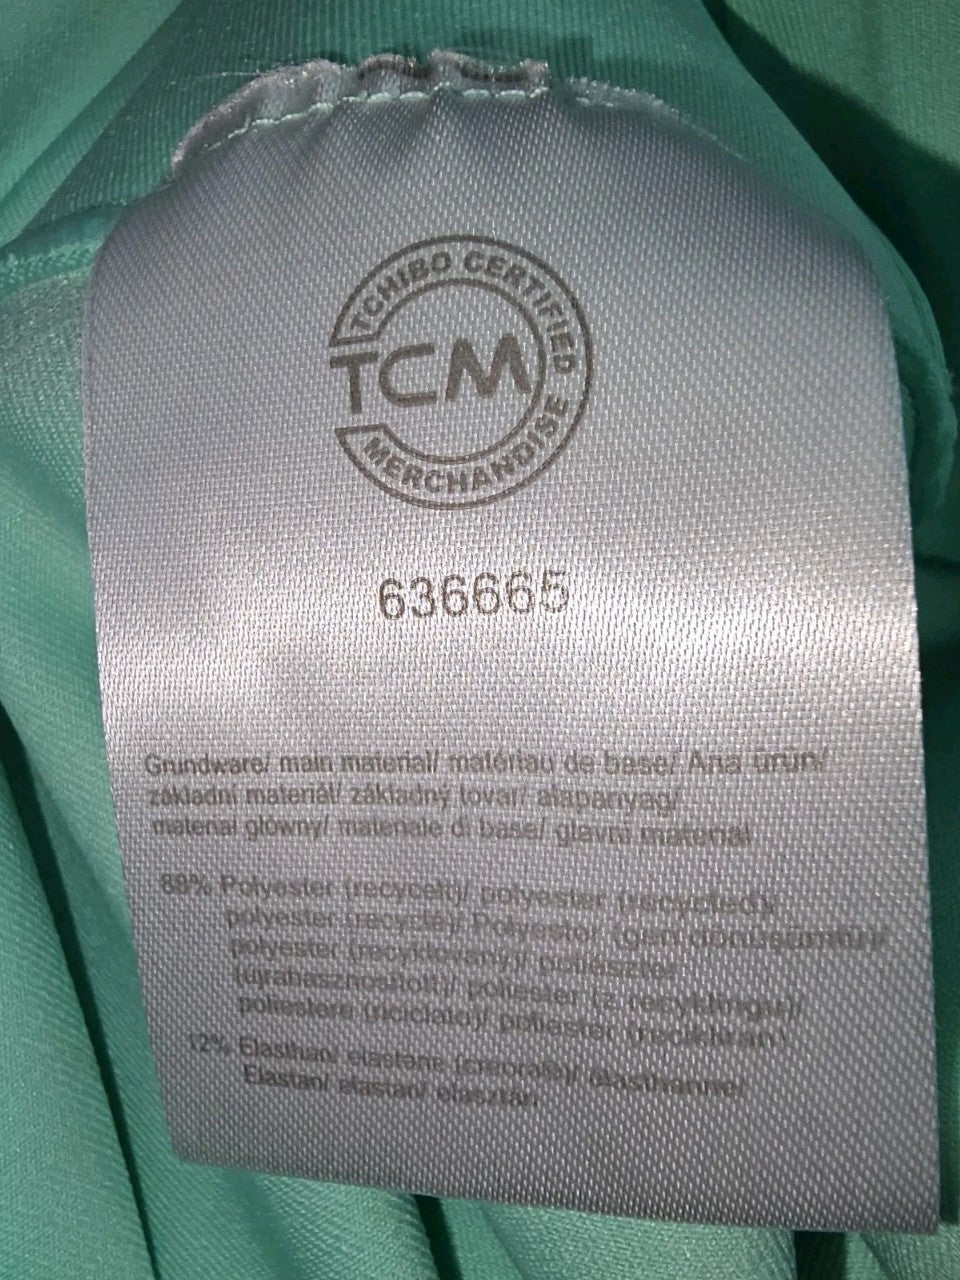 TCHIBO CERTIFIED
TCM
MERCHANDISE
636665
Grundware/ main material/ matériau de base/ Ana ürün/
základní materiál/ základný tovar/ alapanyag/
materiał główny/ materiale di base/ glavni material
88% Polyester (recycelt)/ polyester (recycled)/
polyester (recyclé)/ Polyester (geri dönüşümlü)/
polyester (recyklovaný)/ poliészter
(újrahasznosított)/ poliester (z recyklingu)/
poliestere (riciclato)/ poliester (recikliran)
12% Elasthan/ elastane (creora®)/ élasthanne/
Elastan/ elastan/ elasztán